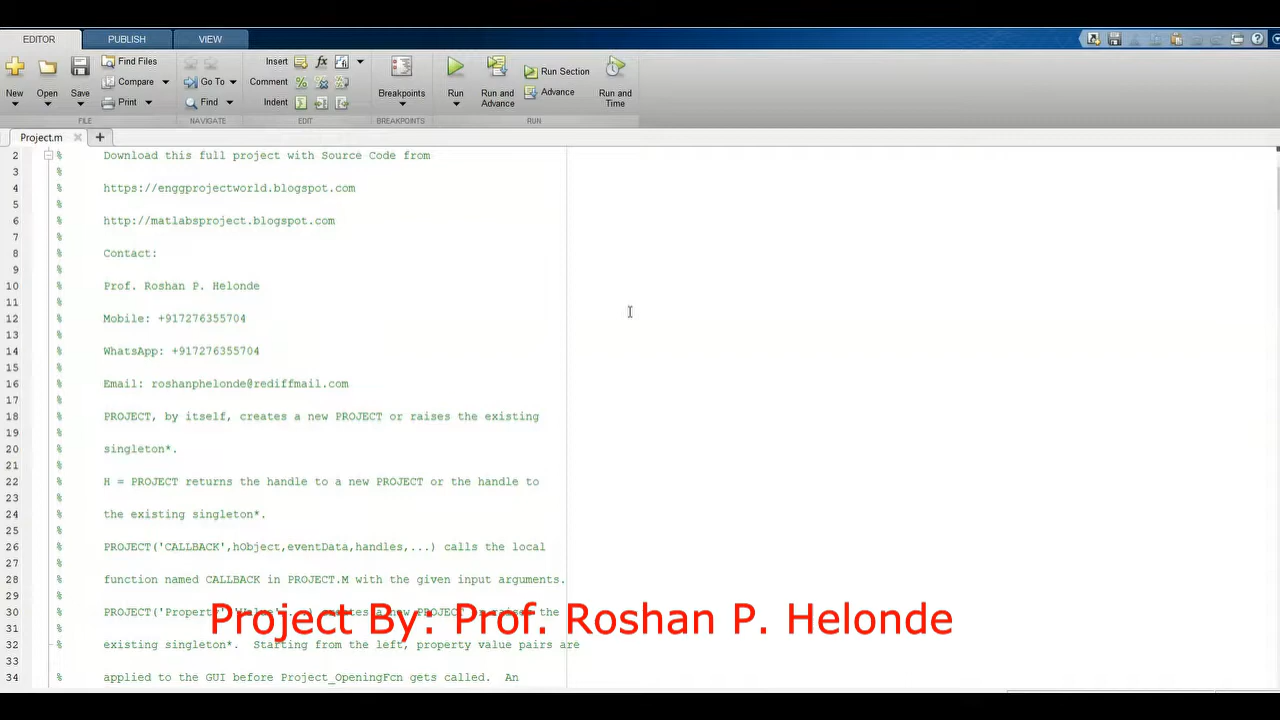 EDITOR PUBLISH VIEW
Find Files Insert fx
Compare Go To Comment Run Section
New Open Save Print Find Indent Breakpoints Run Run and Advance Advance Run and Time
FILE NAVIGATE EDIT BREAKPOINTS RUN
Project.m
2 % Download this full project with Source Code from
3 %
4 % https://enggprojectworld.blogspot.com
5 %
6 % http://matlabsproject.blogspot.com
7 %
8 % Contact:
9 %
10 % Prof. Roshan P. Helonde
11 %
12 % Mobile: +917276355704
13 %
14 % WhatsApp: +917276355704
15 %
16 % Email: roshanphelonde@rediffmail.com
17 %
18 % PROJECT, by itself, creates a new PROJECT or raises the existing
19 %
20 % singleton*.
21 %
22 % H = PROJECT returns the handle to a new PROJECT or the handle to
23 %
24 % the existing singleton*.
25 %
26 % PROJECT('CALLBACK',hObject,eventData,handles,...) calls the local
27 %
28 % function named CALLBACK in PROJECT.M with the given input arguments.
29 %
30 % PROJECT('Property','Value',...) creates a new PROJECT or raises the
Project By: Prof. Roshan P. Helonde
31 %
32 % existing singleton*. Starting from the left, property value pairs are
33
34 % applied to the GUI before Project_OpeningFcn gets called. An